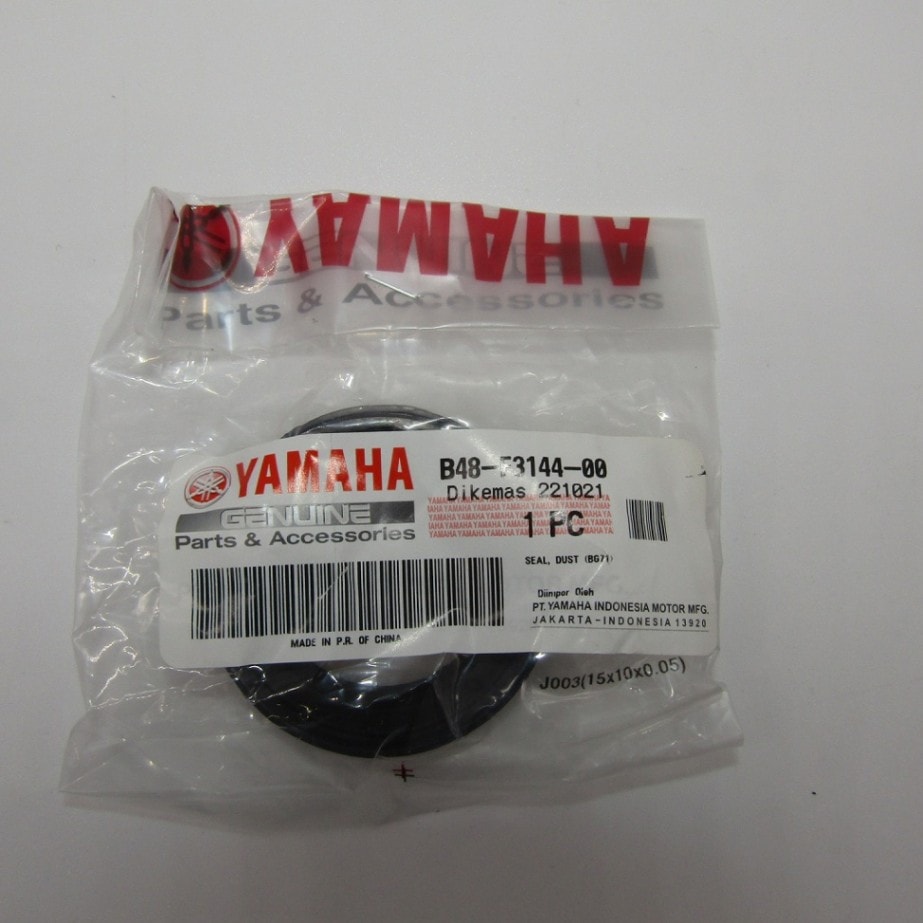 YAMAHA
Parts & Accessories
YAMAHA
GENUINE
Parts & Accessories
B48-F3144-00
Dikemas 221021
1 PC
SEAL, DUST (BG71)
Diimpor Oleh
PT. YAMAHA INDONESIA MOTOR MFG.
JAKARTA-INDONESIA 13920
MADE IN P.R. OF CHINA
J003(15x10x0.05)